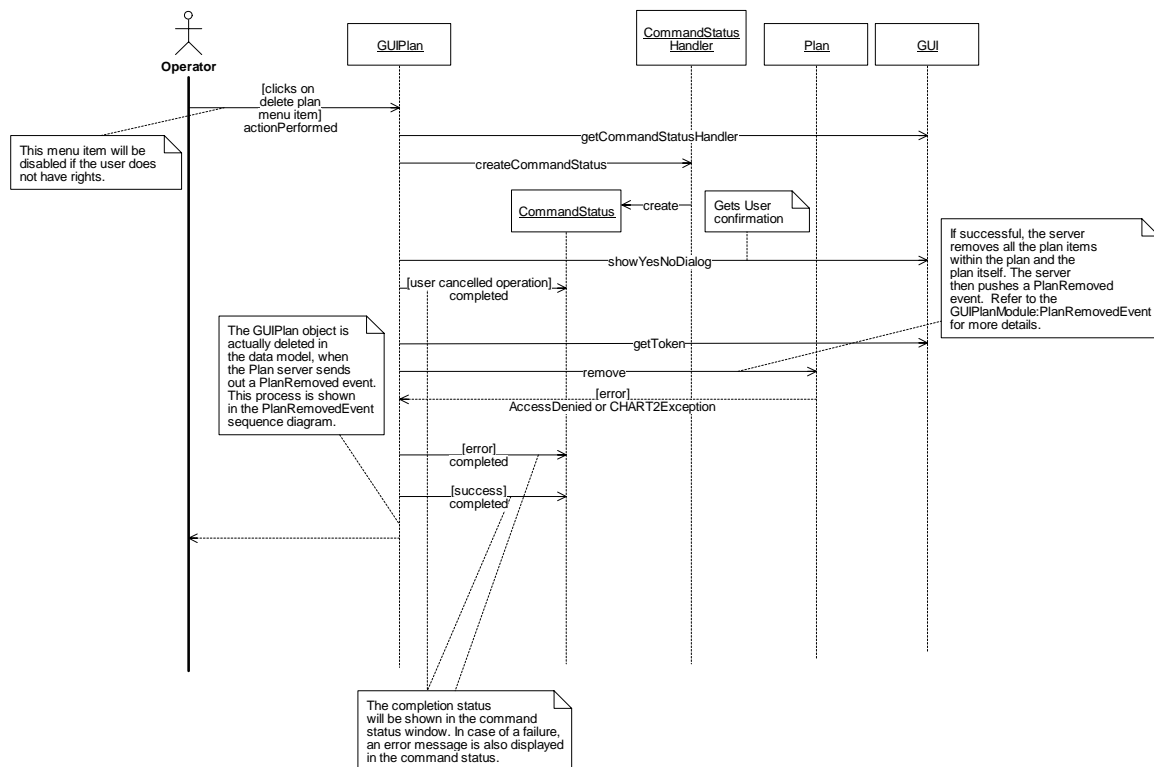 CommandStatus
Handler
GUIPlan
Plan
GUI
Operator
[clicks on
delete plan
menu item]
actionPerformed
This menu item will be
disabled if the user does
not have rights.
getCommandStatusHandler
createCommandStatus
CommandStatus
create
Gets User
confirmation
If successful, the server
removes all the plan items
within the plan and the
plan itself. The server
then pushes a PlanRemoved
event. Refer to the
GUIPlanModule:PlanRemovedEvent
for more details.
showYesNoDialog
[user cancelled operation]
completed
The GUIPlan object is
actually deleted in
the data model, when
the Plan server sends
out a PlanRemoved event.
This process is shown
in the PlanRemovedEvent
sequence diagram.
getToken
remove
[error]
AccessDenied or CHART2Exception
[error]
completed
[success]
completed
The completion status
will be shown in the command
status window. In case of a failure,
an error message is also displayed
in the command status.